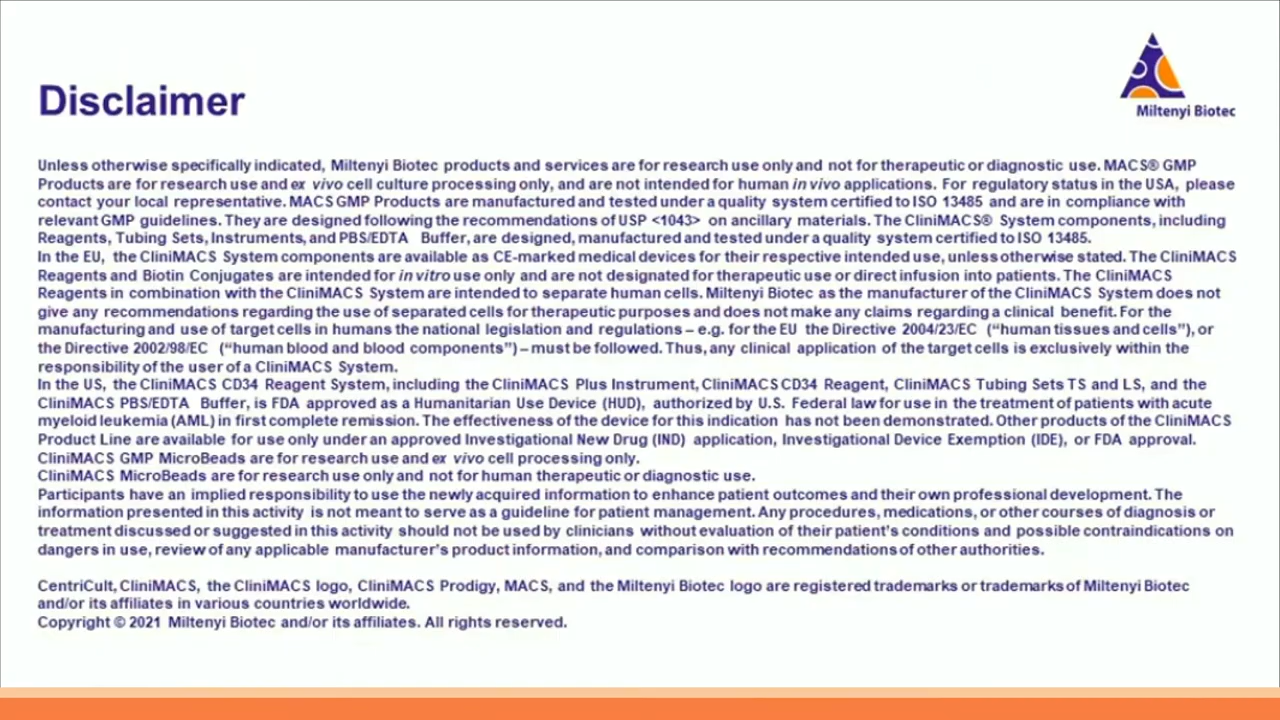 Miltenyi Biotec
Disclaimer
Unless otherwise specifically indicated, Miltenyi Biotec products and services are for research use only and not for therapeutic or diagnostic use. MACS® GMP
Products are for research use and ex vivo cell culture processing only, and are not intended for human in vivo applications. For regulatory status in the USA, please
contact your local representative. MACS GMP Products are manufactured and tested under a quality system certified to ISO 13485 and are in compliance with
relevant GMP guidelines. They are designed following the recommendations of USP <1043> on ancillary materials. The CliniMACS® System components, including
Reagents, Tubing Sets, Instruments, and PBS/EDTA Buffer, are designed, manufactured and tested under a quality system certified to ISO 13485.
In the EU, the CliniMACS System components are available as CE-marked medical devices for their respective intended use, unless otherwise stated. The CliniMACS
Reagents and Biotin Conjugates are intended for in vitro use only and are not designated for therapeutic use or direct infusion into patients. The CliniMACS
Reagents in combination with the CliniMACS System are intended to separate human cells. Miltenyi Biotec as the manufacturer of the CliniMACS System does not
give any recommendations regarding the use of separated cells for therapeutic purposes and does not make any claims regarding a clinical benefit. For the
manufacturing and use of target cells in humans the national legislation and regulations – e.g. for the EU the Directive 2004/23/EC (“human tissues and cells”), or
the Directive 2002/98/EC (“human blood and blood components”) – must be followed. Thus, any clinical application of the target cells is exclusively within the
responsibility of the user of a CliniMACS System.
In the US, the CliniMACS CD34 Reagent System, including the CliniMACS Plus Instrument, CliniMACS CD34 Reagent, CliniMACS Tubing Sets TS and LS, and the
CliniMACS PBS/EDTA Buffer, is FDA approved as a Humanitarian Use Device (HUD), authorized by U.S. Federal law for use in the treatment of patients with acute
myeloid leukemia (AML) in first complete remission. The effectiveness of the device for this indication has not been demonstrated. Other products of the CliniMACS
Product Line are available for use only under an approved Investigational New Drug (IND) application, Investigational Device Exemption (IDE), or FDA approval.
CliniMACS GMP MicroBeads are for research use and ex vivo cell processing only.
CliniMACS MicroBeads are for research use only and not for human therapeutic or diagnostic use.
Participants have an implied responsibility to use the newly acquired information to enhance patient outcomes and their own professional development. The
information presented in this activity is not meant to serve as a guideline for patient management. Any procedures, medications, or other courses of diagnosis or
treatment discussed or suggested in this activity should not be used by clinicians without evaluation of their patient's conditions and possible contraindications on
dangers in use, review of any applicable manufacturer's product information, and comparison with recommendations of other authorities.
CentriCult, CliniMACS, the CliniMACS logo, CliniMACS Prodigy, MACS, and the Miltenyi Biotec logo are registered trademarks or trademarks of Miltenyi Biotec
and/or its affiliates in various countries worldwide.
Copyright © 2021 Miltenyi Biotec and/or its affiliates. All rights reserved.